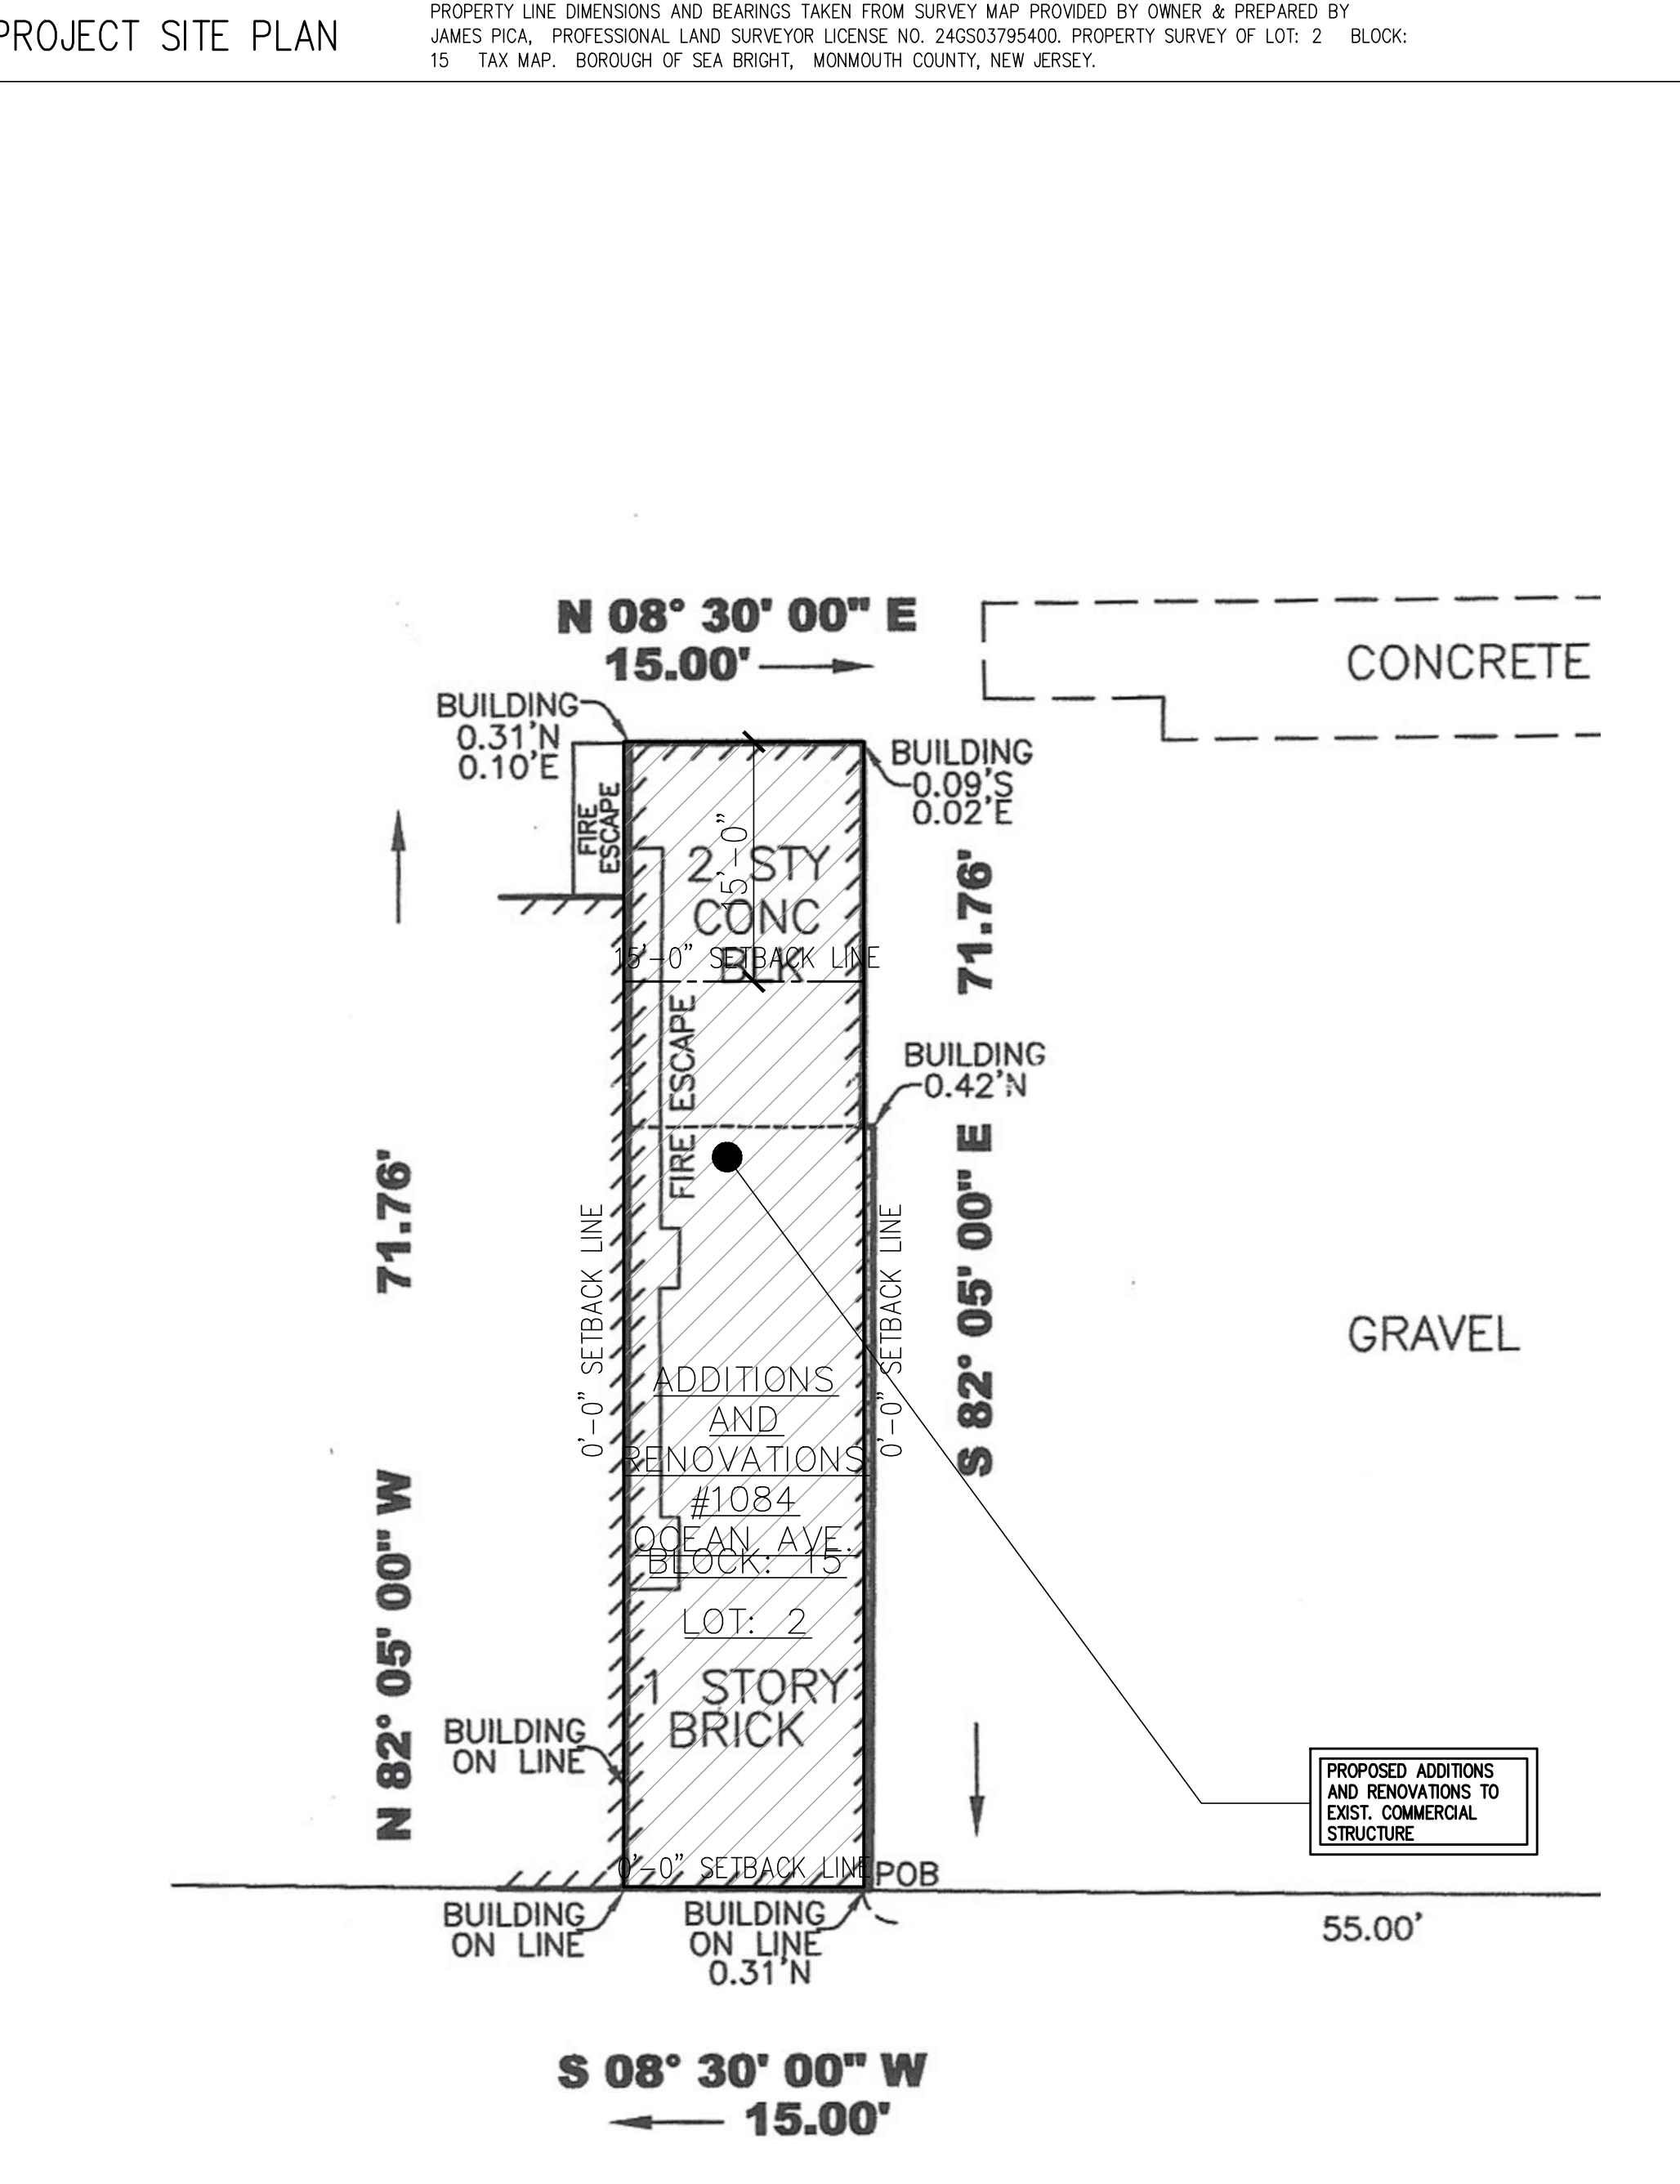 PROJECT SITE PLAN
PROPERTY LINE DIMENSIONS AND BEARINGS TAKEN FROM SURVEY MAP PROVIDED BY OWNER & PREPARED BY
JAMES PICA, PROFESSIONAL LAND SURVEYOR LICENSE NO. 24GS03795400. PROPERTY SURVEY OF LOT: 2 BLOCK:
15 TAX MAP. BOROUGH OF SEA BRIGHT, MONMOUTH COUNTY, NEW JERSEY.
N 08° 30' 00" E
15.00'
CONCRETE
BUILDING
0.31'N
0.10'E
BUILDING
0.09'S
0.02'E
FIRE
ESCAPE
2 STY
CONC
BLK
15'-0"
15'-0" SETBACK LINE
71.76'
S 82° 05' 00" E
BUILDING
0.42'N
FIRE ESCAPE
71.76'
N 82° 05' 00" W
0'-0" SETBACK LINE
0'-0" SETBACK LINE
GRAVEL
ADDITIONS
AND
RENOVATIONS
#1084
OCEAN AVE.
BLOCK: 15
LOT: 2
1 STORY
BRICK
BUILDING
ON LINE
PROPOSED ADDITIONS
AND RENOVATIONS TO
EXIST. COMMERCIAL
STRUCTURE
0'-0" SETBACK LINE
POB
BUILDING
ON LINE
BUILDING
ON LINE
0.31'N
55.00'
S 08° 30' 00" W
15.00'